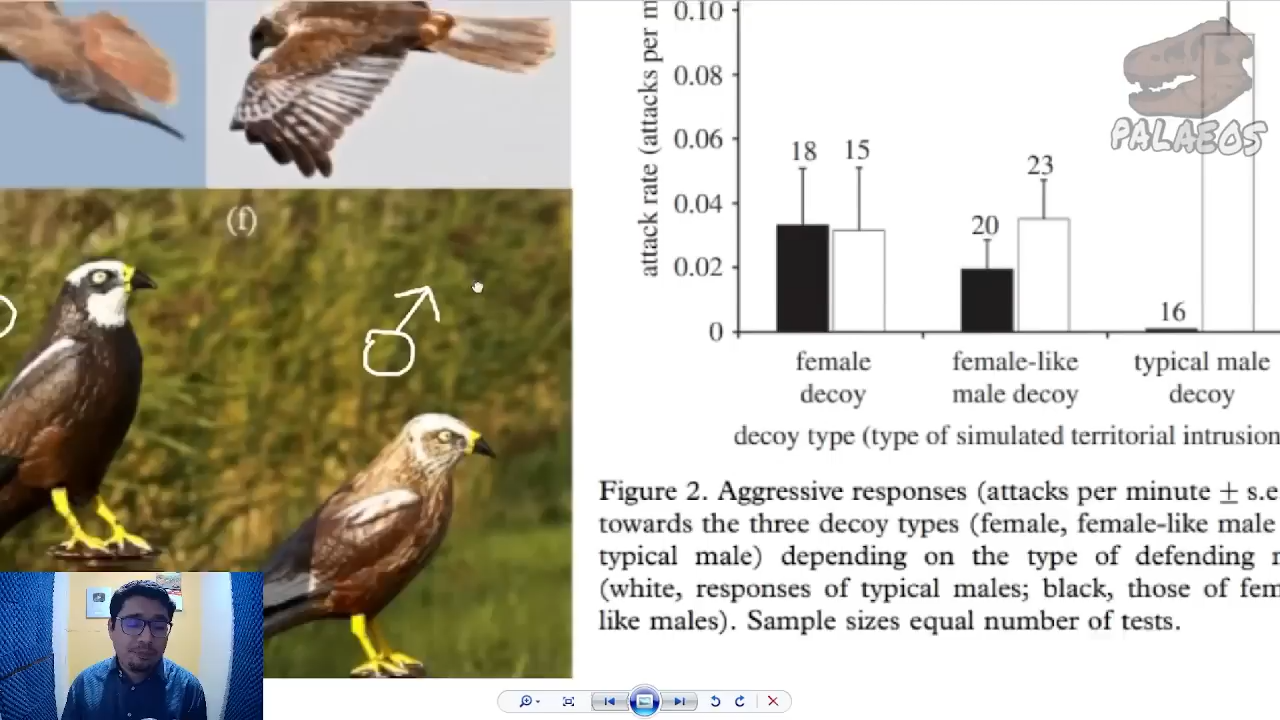 (f)
attack rate (attacks per m
0.10
0.08
0.06
0.04
0.02
0
18
15
20
23
16
female
decoy
female-like
male decoy
typical male
decoy
decoy type (type of simulated territorial intrusion
Figure 2. Aggressive responses (attacks per minute ± s.e
towards the three decoy types (female, female-like male
typical male) depending on the type of defending
(white, responses of typical males; black, those of fem
like males). Sample sizes equal number of tests.
PALAEOS